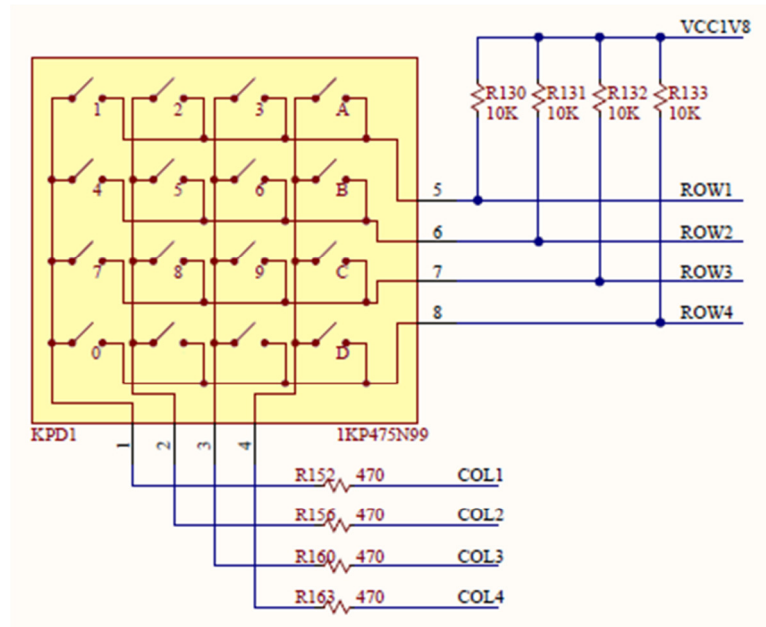 VCC1V8
R130 R131 R132 R133
10K 10K 10K 10K
1 2 3 A
4 5 6 B
5 ROW1
6 ROW2
7 8 9 C
7 ROW3
8 ROW4
0 D
KPD1 1KP475N99
1 2 3 4
R152 470 COL1
R156 470 COL2
R160 470 COL3
R163 470 COL4